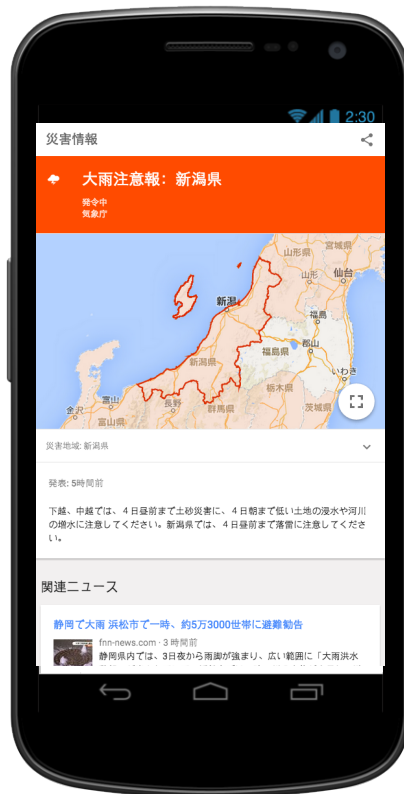 2:30
災害情報
大雨注意報: 新潟県
発令中
気象庁
山形県
宮城県
山形
仙台
新潟
福島
新潟県
福島県
郡山
いわき
栃木県
金沢
富山
長野
群馬県
茨城県
富山県
災害地域: 新潟県
発表: 5時間前
下越、中越では、４日昼前まで土砂災害に、４日朝まで低い土地の浸水や河川
の増水に注意してください。新潟県では、４日昼前まで落雷に注意してくださ
い。
関連ニュース
静岡で大雨 浜松市で一時、約5万3000世帯に避難勧告
fnn-news.com - 3 時間前
静岡県内では、3日夜から雨脚が強まり、広い範囲に「大雨洪水